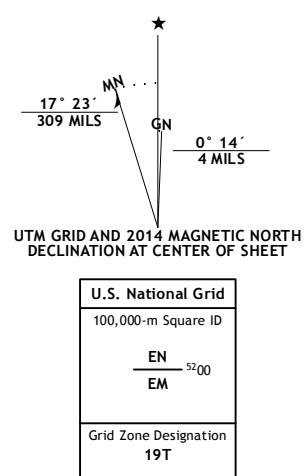 ★
MN
17° 23´
309 MILS
GN
0° 14´
4 MILS
UTM GRID AND 2014 MAGNETIC NORTH
DECLINATION AT CENTER OF SHEET
U.S. National Grid
100,000-m Square ID
EN
5200
EM
Grid Zone Designation
19T